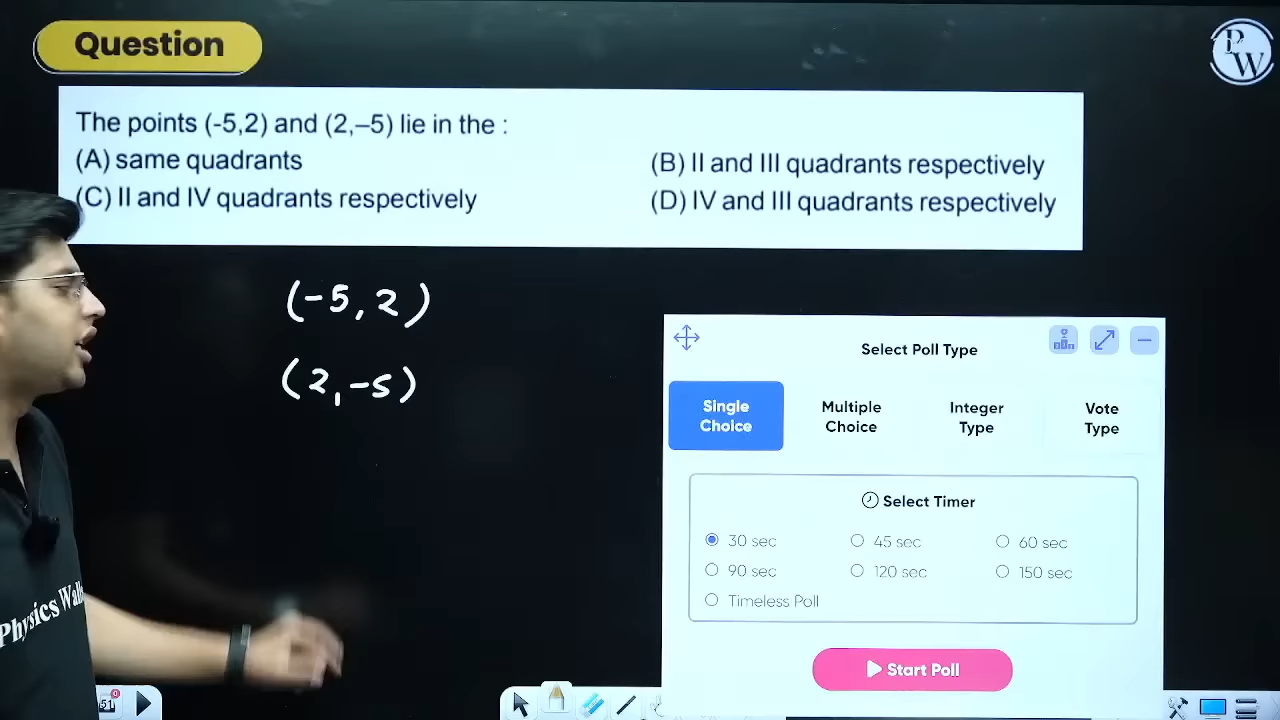 Question
PW
The points (-5,2) and (2,–5) lie in the :
(A) same quadrants
(B) II and III quadrants respectively
(C) II and IV quadrants respectively
(D) IV and III quadrants respectively
(-5, 2)
(2, -5)
Select Poll Type
Single Choice
Multiple Choice
Integer Type
Vote Type
Select Timer
30 sec
45 sec
60 sec
90 sec
120 sec
150 sec
Timeless Poll
Start Poll
Physics
51
0